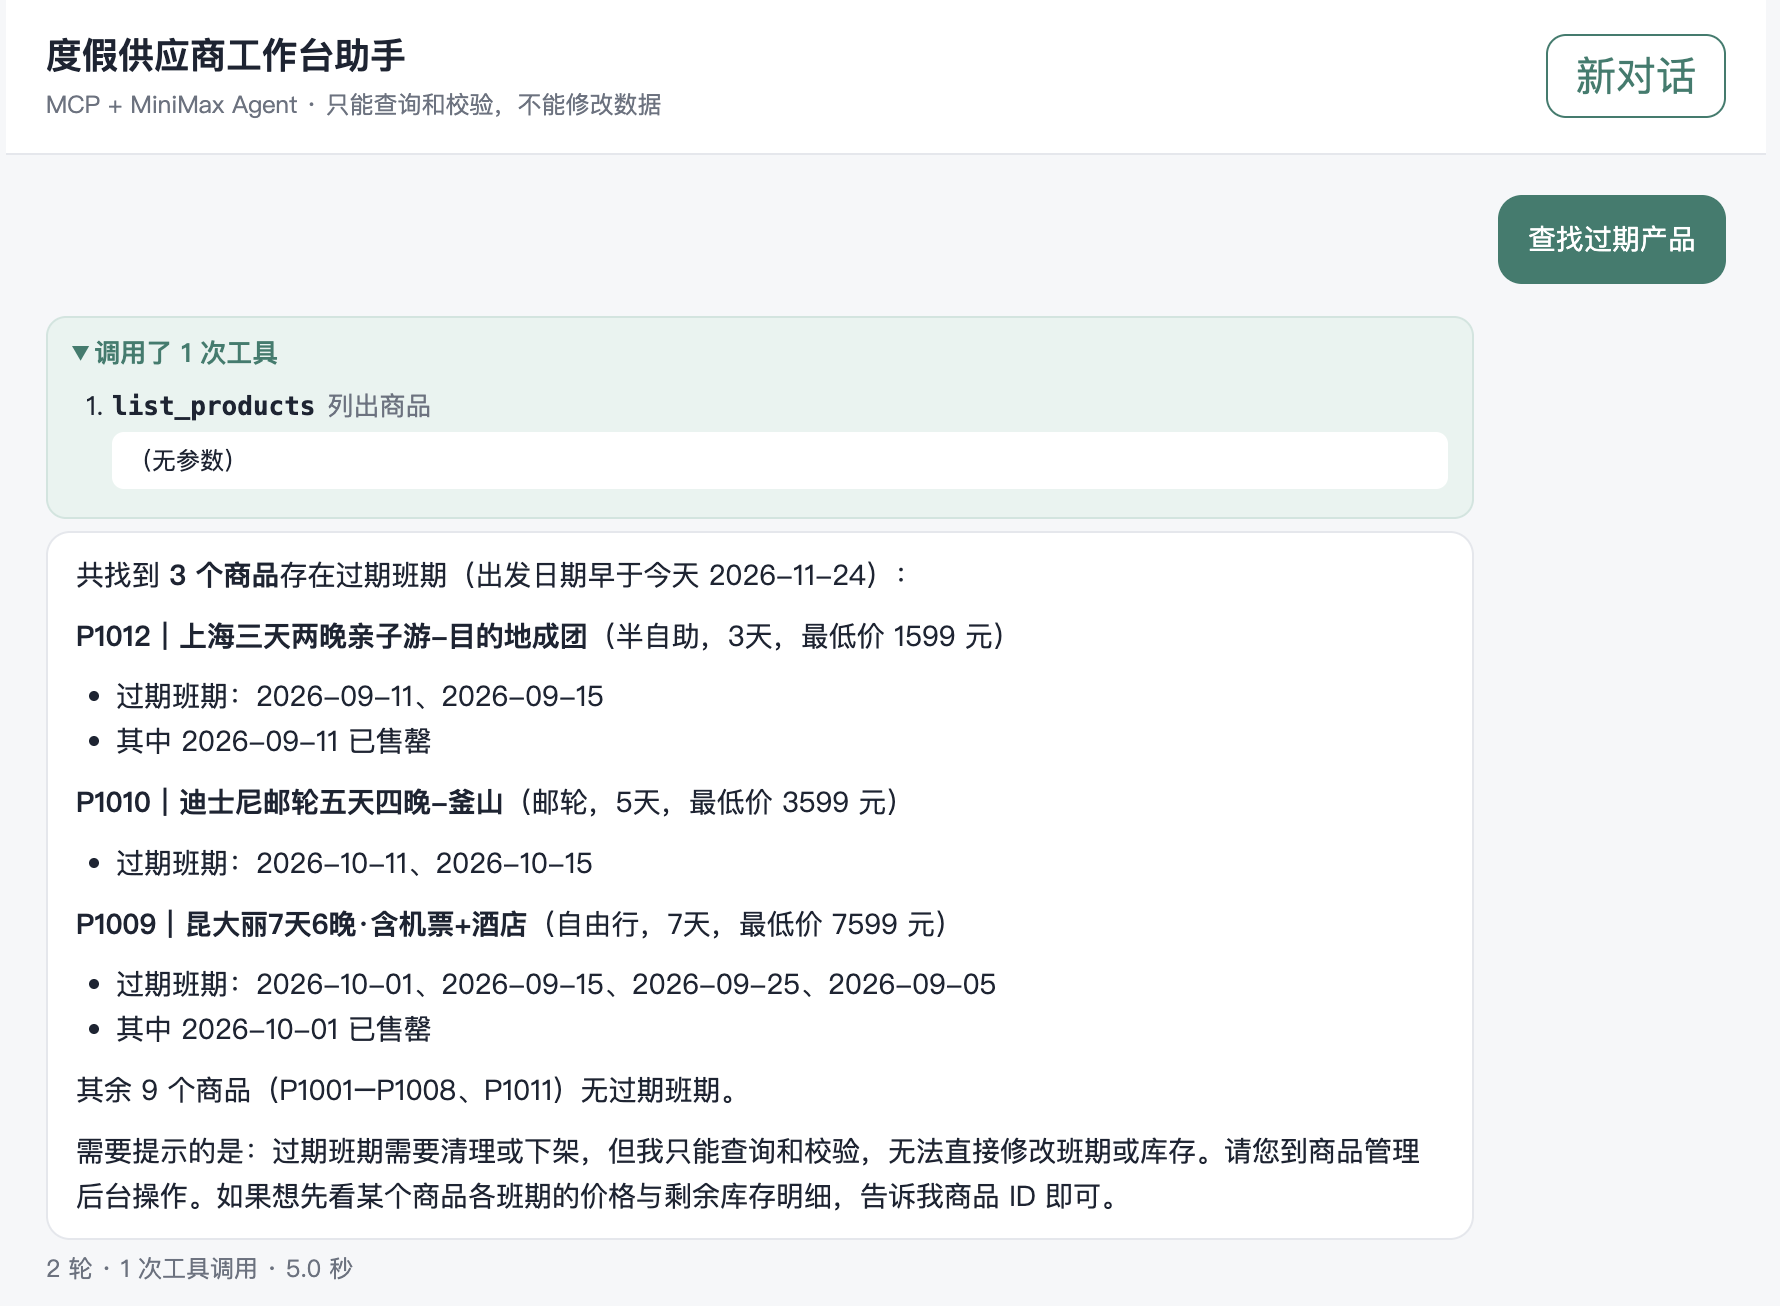 度假供应商工作台助手
MCP + MiniMax Agent · 只能查询和校验，不能修改数据
新对话
查找过期产品
▼调用了 1 次工具
1. list_products 列出商品
（无参数）
共找到 3 个商品存在过期班期（出发日期早于今天 2026-11-24）：
P1012｜上海三天两晚亲子游-目的地成团（半自助，3天，最低价 1599 元）
• 过期班期：2026-09-11、2026-09-15
• 其中 2026-09-11 已售罄
P1010｜迪士尼邮轮五天四晚-釜山（邮轮，5天，最低价 3599 元）
• 过期班期：2026-10-11、2026-10-15
P1009｜昆大丽7天6晚·含机票+酒店（自由行，7天，最低价 7599 元）
• 过期班期：2026-10-01、2026-09-15、2026-09-25、2026-09-05
• 其中 2026-10-01 已售罄
其余 9 个商品（P1001—P1008、P1011）无过期班期。
需要提示的是：过期班期需要清理或下架，但我只能查询和校验，无法直接修改班期或库存。请您到商品管理
后台操作。如果想先看某个商品各班期的价格与剩余库存明细，告诉我商品 ID 即可。
2 轮 · 1 次工具调用 · 5.0 秒